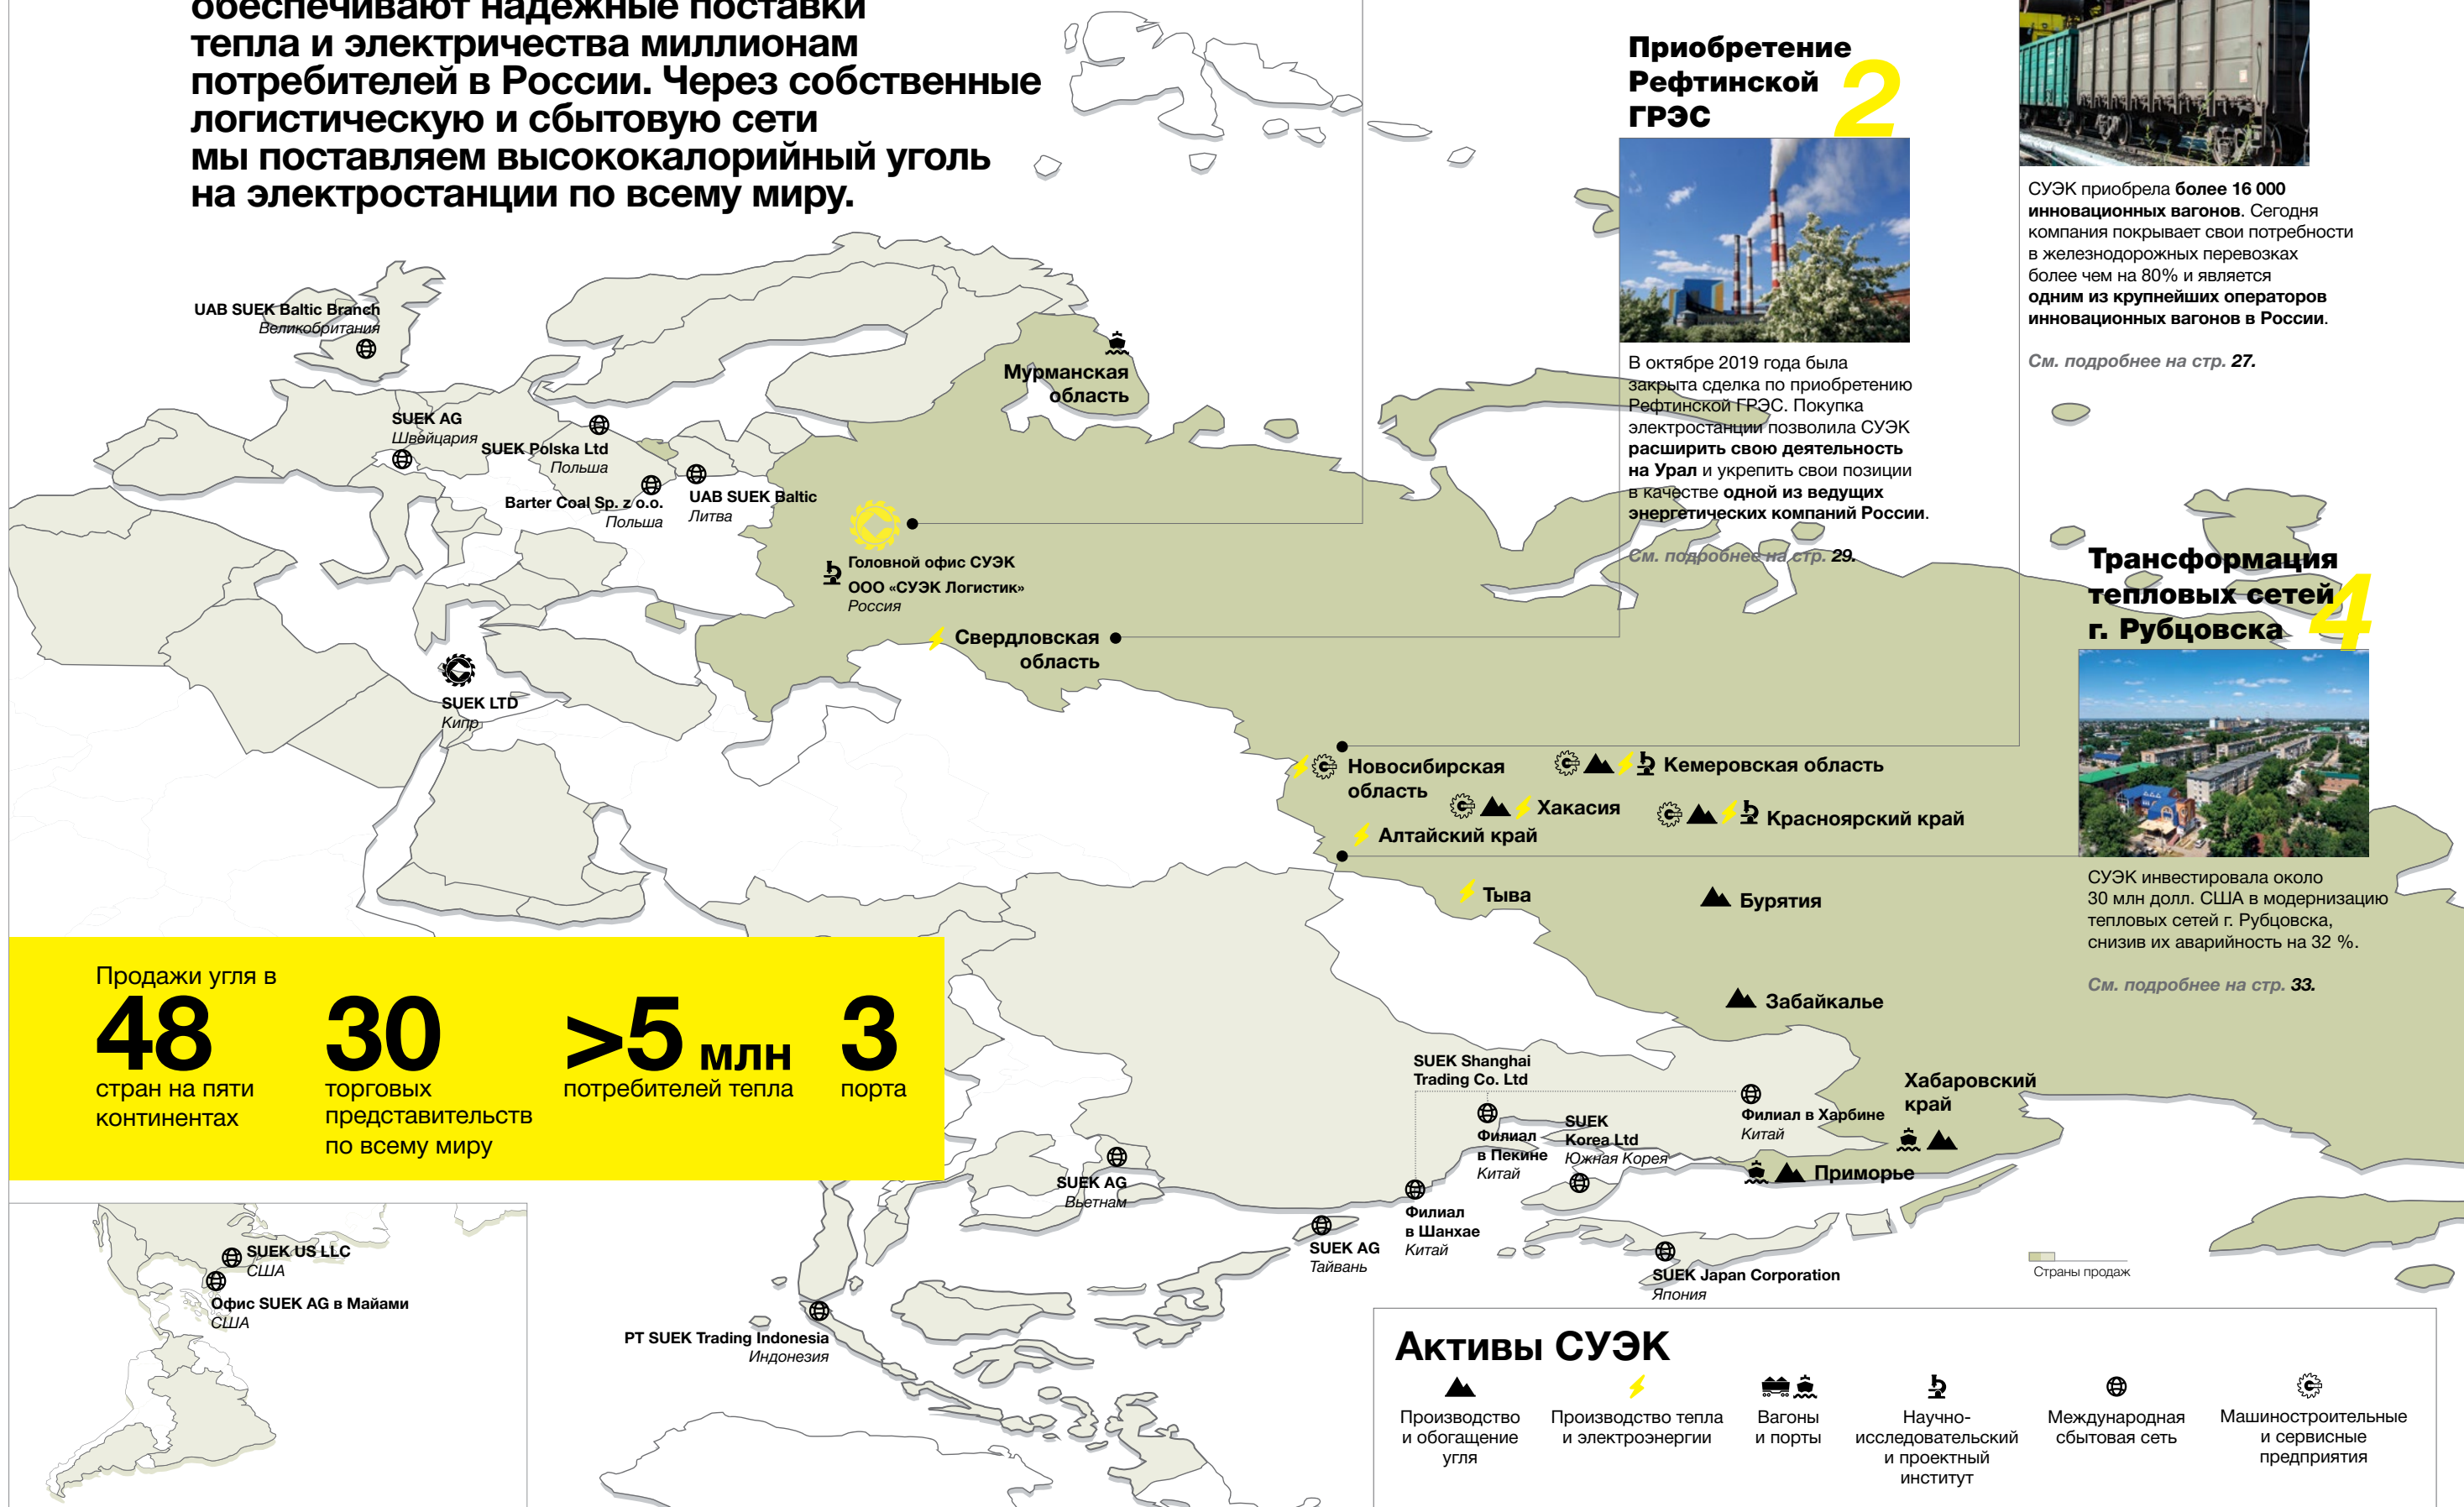 обеспечивают надежные поставки
тепла и электричества миллионам
потребителей в России. Через собственные
логистическую и сбытовую сети
мы поставляем высококалорийный уголь
на электростанции по всему миру.
Приобретение
Рефтинской
ГРЭС
2
В октябре 2019 года была
закрыта сделка по приобретению
Рефтинской ГРЭС. Покупка
электростанции позволила СУЭК
расширить свою деятельность
на Урал и укрепить свои позиции
в качестве одной из ведущих
энергетических компаний России.
См. подробнее на стр. 29.
СУЭК приобрела более 16 000
инновационных вагонов. Сегодня
компания покрывает свои потребности
в железнодорожных перевозках
более чем на 80% и является
одним из крупнейших операторов
инновационных вагонов в России.
См. подробнее на стр. 27.
Трансформация
тепловых сетей
г. Рубцовска
4
СУЭК инвестировала около
30 млн долл. США в модернизацию
тепловых сетей г. Рубцовска,
снизив их аварийность на 32 %.
См. подробнее на стр. 33.
UAB SUEK Baltic Branch
Великобритания
SUEK AG
Швейцария
SUEK Polska Ltd
Польша
Barter Coal Sp. z o.o.
Польша
UAB SUEK Baltic
Литва
Мурманская
область
Головной офис СУЭК
ООО «СУЭК Логистик»
Россия
Свердловская
область
SUEK LTD
Кипр
Новосибирская
область
Кемеровская область
Хакасия
Красноярский край
Алтайский край
Тыва
Бурятия
Забайкалье
Хабаровский
край
Приморье
SUEK Shanghai
Trading Co. Ltd
Филиал в Харбине
Китай
Филиал
в Пекине
Китай
SUEK
Korea Ltd
Южная Корея
Филиал
в Шанхае
Китай
SUEK AG
Вьетнам
SUEK AG
Тайвань
SUEK Japan Corporation
Япония
PT SUEK Trading Indonesia
Индонезия
SUEK US LLC
США
Офис SUEK AG в Майами
США
Продажи угля в
48
стран на пяти
континентах
30
торговых
представительств
по всему миру
>5 млн
потребителей тепла
3
порта
Страны продаж
Активы СУЭК
Производство
и обогащение
угля
Производство тепла
и электроэнергии
Вагоны
и порты
Научно-
исследовательский
и проектный
институт
Международная
сбытовая сеть
Машиностроительные
и сервисные
предприятия